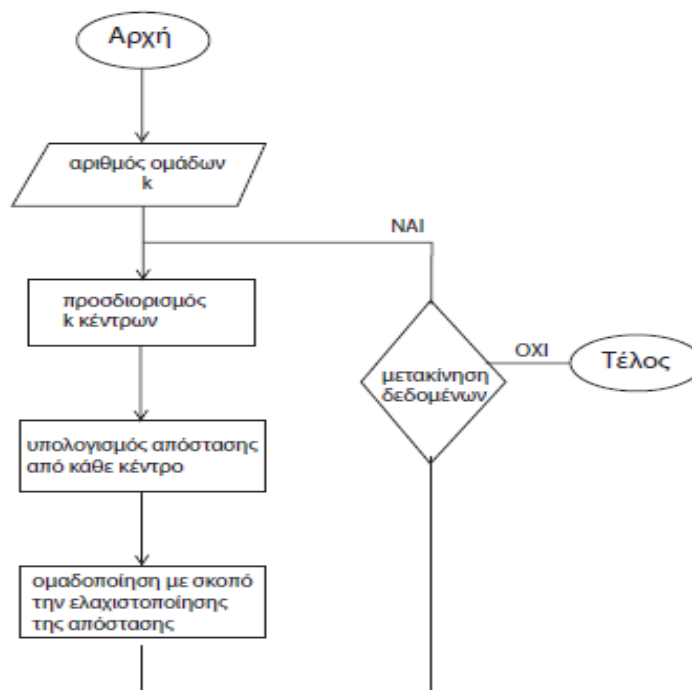 Αρχή
αριθμός ομάδων
k
ΝΑΙ
προσδιορισμός
k κέντρων
ΟΧΙ
Τέλος
μετακίνηση
δεδομένων
υπολογισμός απόστασης
από κάθε κέντρο
ομαδοποίηση με σκοπό
την ελαχιστοποίησης
της απόστασης